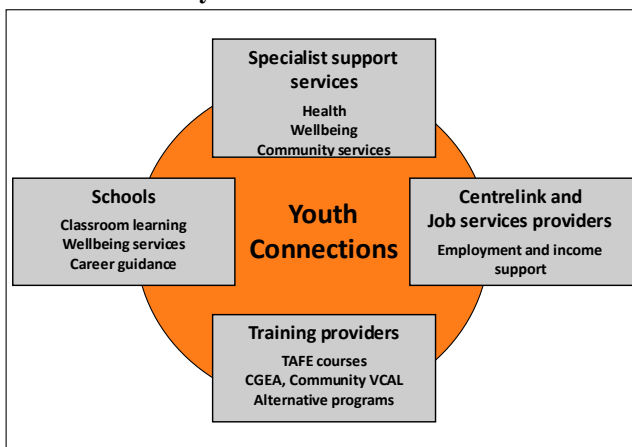 Specialist support
services
Health
Wellbeing
Community services
Schools
Classroom learning
Wellbeing services
Career guidance
Youth
Connections
Centrelink and
Job services providers
Employment and income
support
Training providers
TAFE courses
CGEA, Community VCAL
Alternative programs